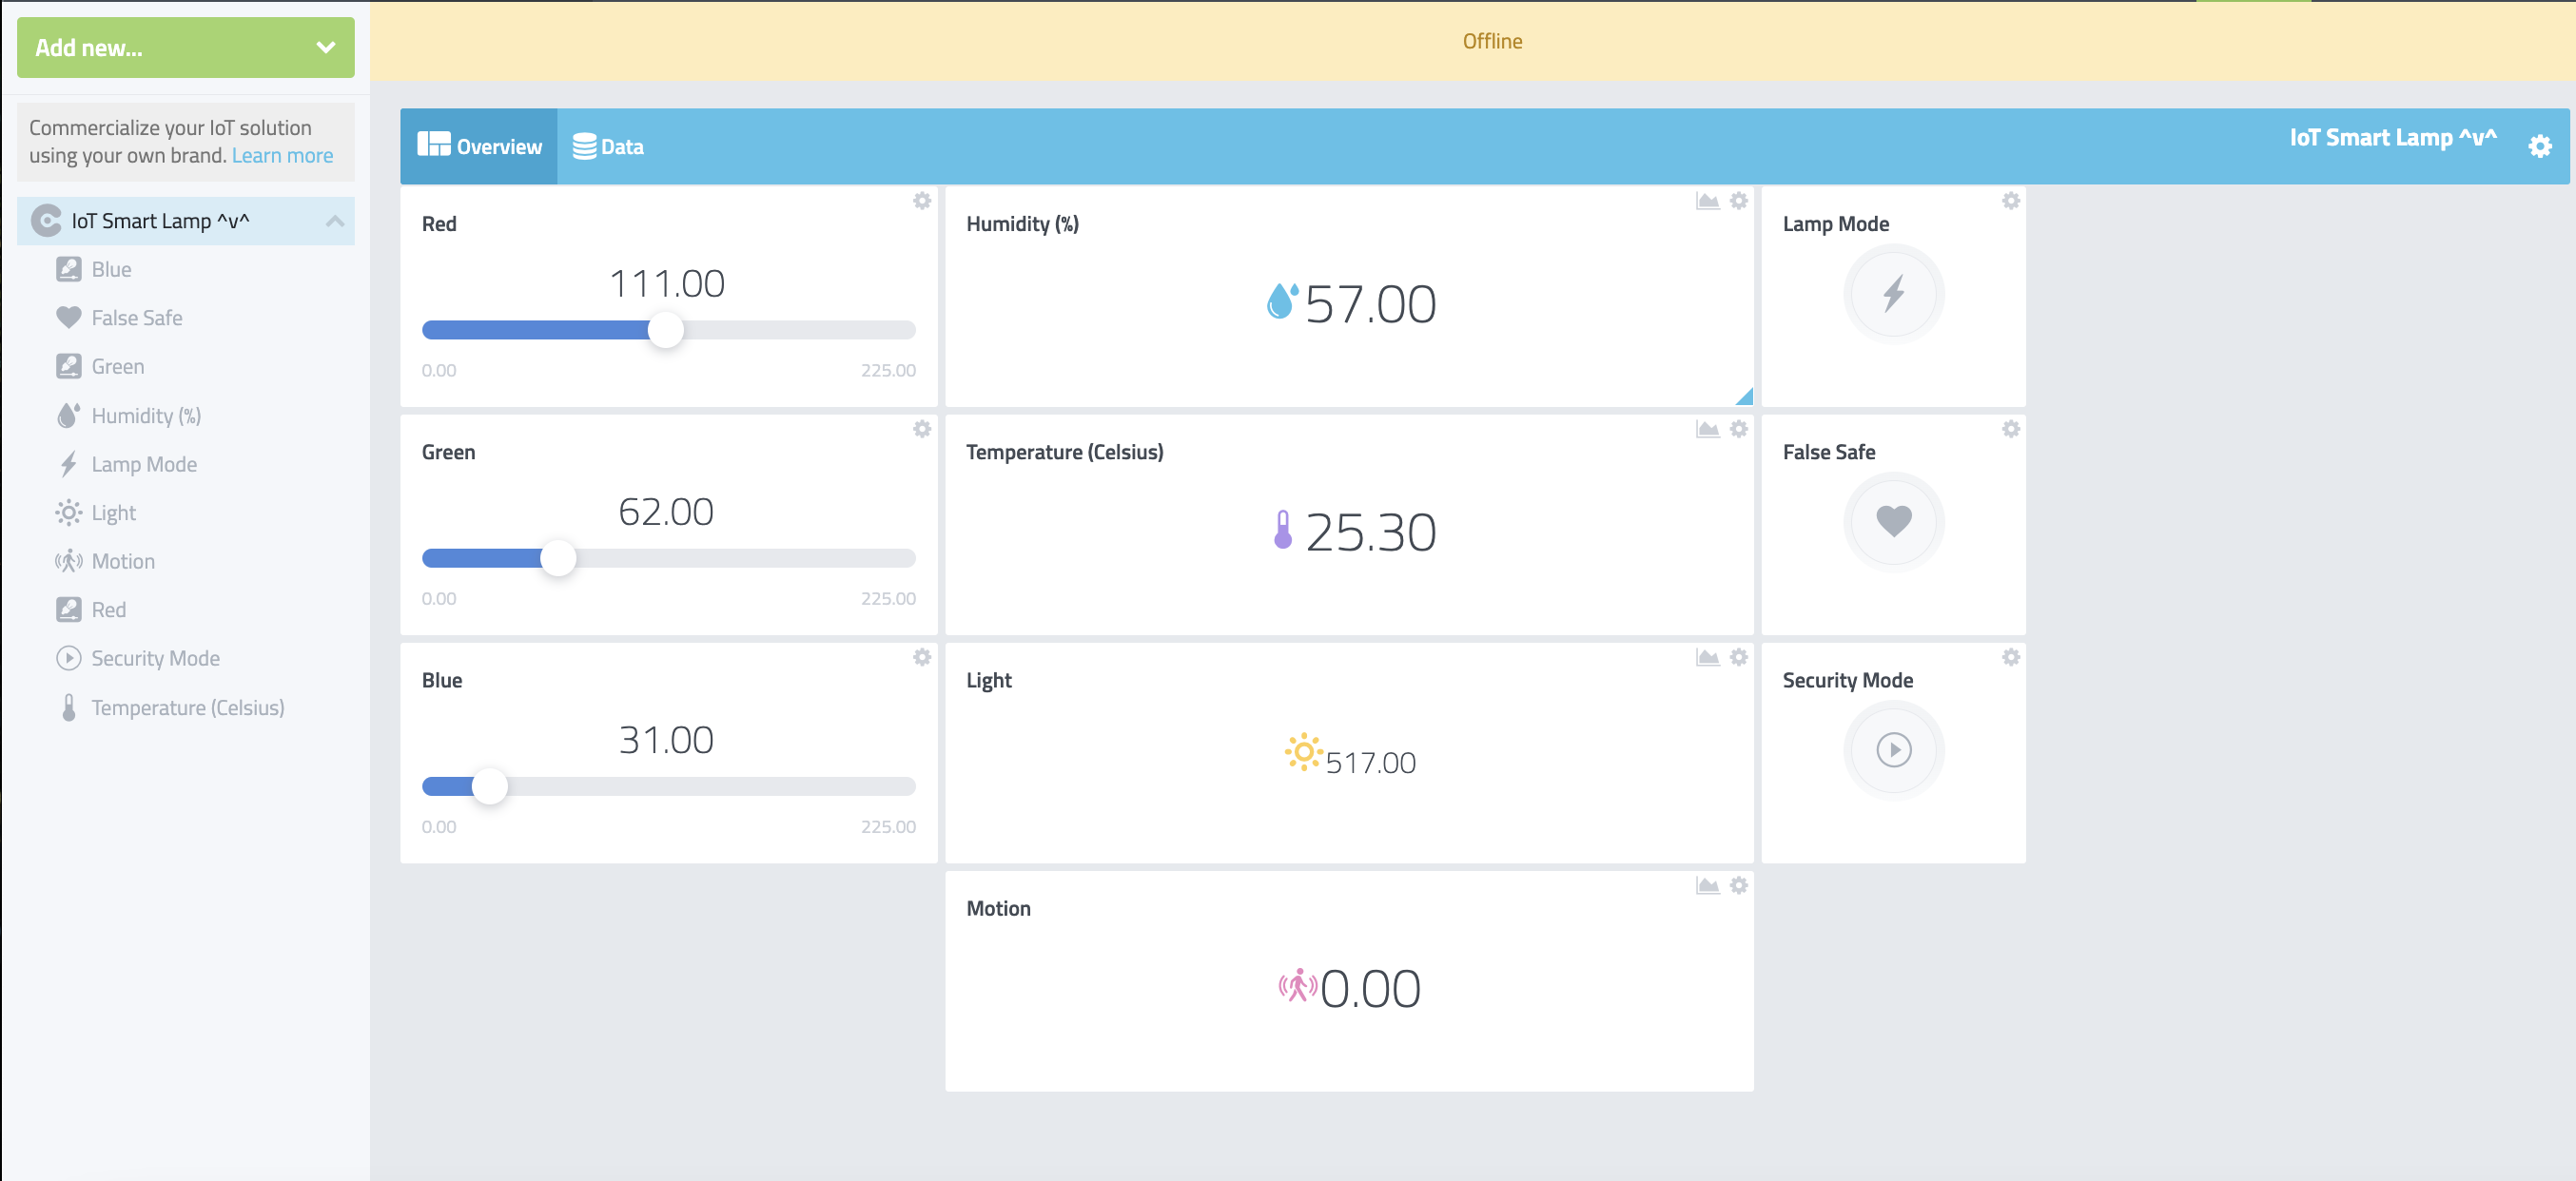 Add new...
Commercialize your IoT solution
using your own brand. Learn more
IoT Smart Lamp ^v^
Blue
False Safe
Green
Humidity (%)
Lamp Mode
Light
Motion
Red
Security Mode
Temperature (Celsius)
Offline
Overview Data IoT Smart Lamp ^v^
Red
111.00
0.00 225.00
Humidity (%)
57.00
Lamp Mode
Green
62.00
0.00 225.00
Temperature (Celsius)
25.30
False Safe
Blue
31.00
0.00 225.00
Light
517.00
Security Mode
Motion
0.00